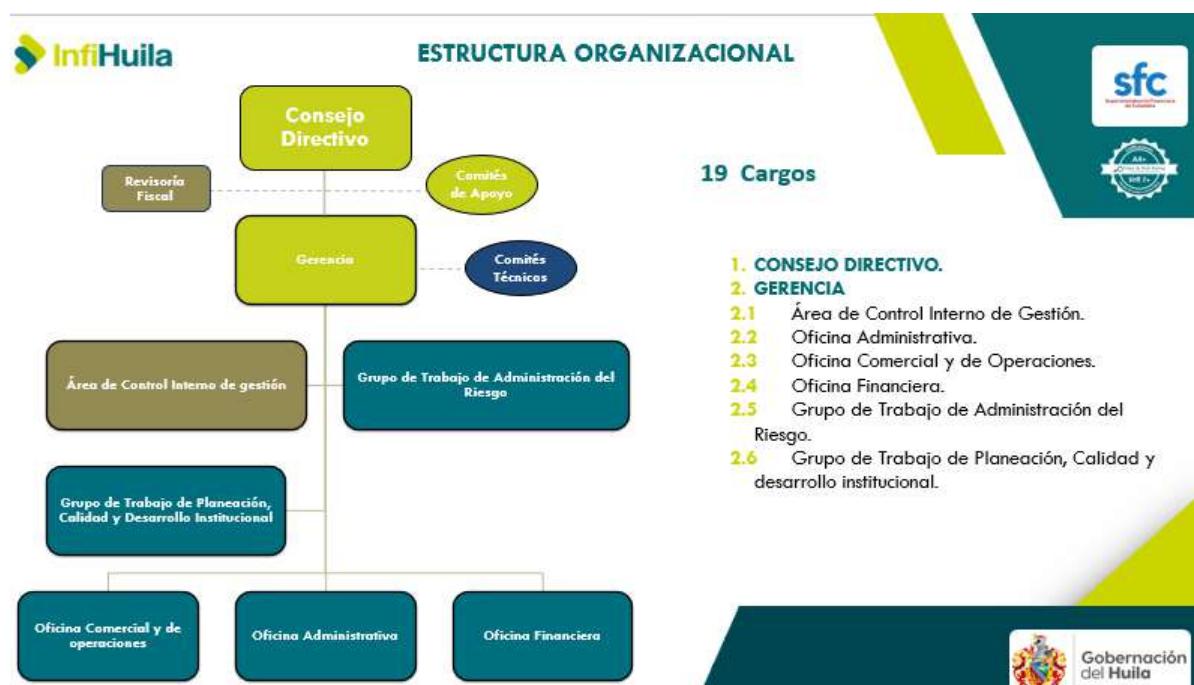 InfiHuila
ESTRUCTURA ORGANIZACIONAL
sfc
Superintendencia Financiera
de Colombia
Consejo
Directivo
Revisoría
Fiscal
Comités
de Apoyo
Gerencia
Comités
Técnicos
Área de Control Interno de gestión
Grupo de Trabajo de Administración del
Riesgo
Grupo de Trabajo de Planeación,
Calidad y Desarrollo Institucional
Oficina Comercial y de
operaciones
Oficina Administrativa
Oficina Financiera
19 Cargos
1. CONSEJO DIRECTIVO.
2. GERENCIA
2.1 Área de Control Interno de Gestión.
2.2 Oficina Administrativa.
2.3 Oficina Comercial y de Operaciones.
2.4 Oficina Financiera.
2.5 Grupo de Trabajo de Administración del
Riesgo.
2.6 Grupo de Trabajo de Planeación, Calidad y
desarrollo institucional.
Gobernación
del Huila